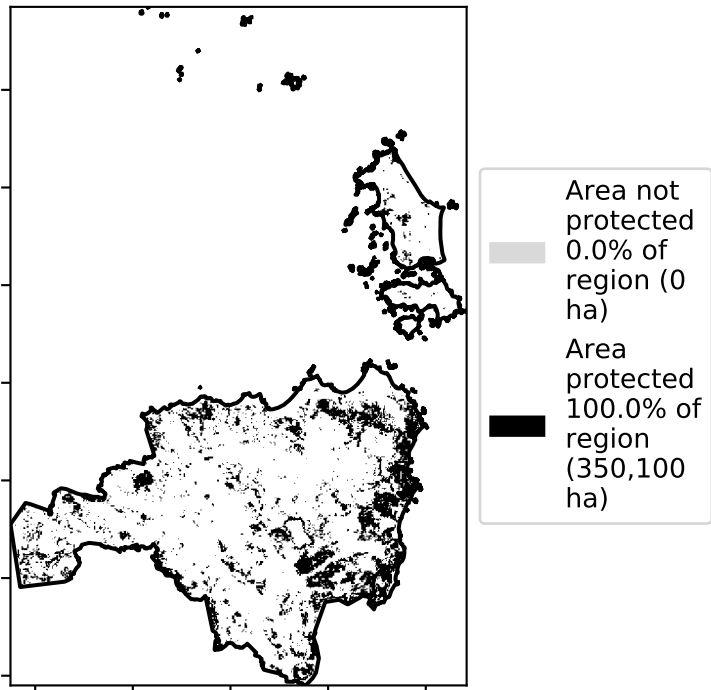 Area not
protected
0.0% of
region (0
ha)
Area
protected
100.0% of
region
(350,100
ha)